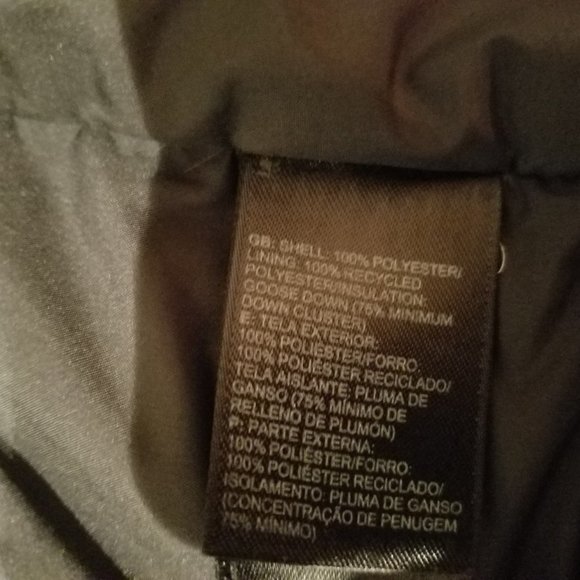 GB: SHELL: 100% POLYESTER/
LINING: 100% RECYCLED
POLYESTER/INSULATION:
GOOSE DOWN (75% MINIMUM
DOWN CLUSTER)
E: TELA EXTERIOR:
100% POLIÉSTER/FORRO:
100% POLIÉSTER RECICLADO/
TELA AISLANTE: PLUMA DE
GANSO (75% MÍNIMO DE
RELLENO DE PLUMÓN)
P: PARTE EXTERNA:
100% POLIÉSTER/FORRO:
100% POLIÉSTER RECICLADO/
ISOLAMENTO: PLUMA DE GANSO
(CONCENTRAÇÃO DE PENUGEM
75% MÍNIMO)